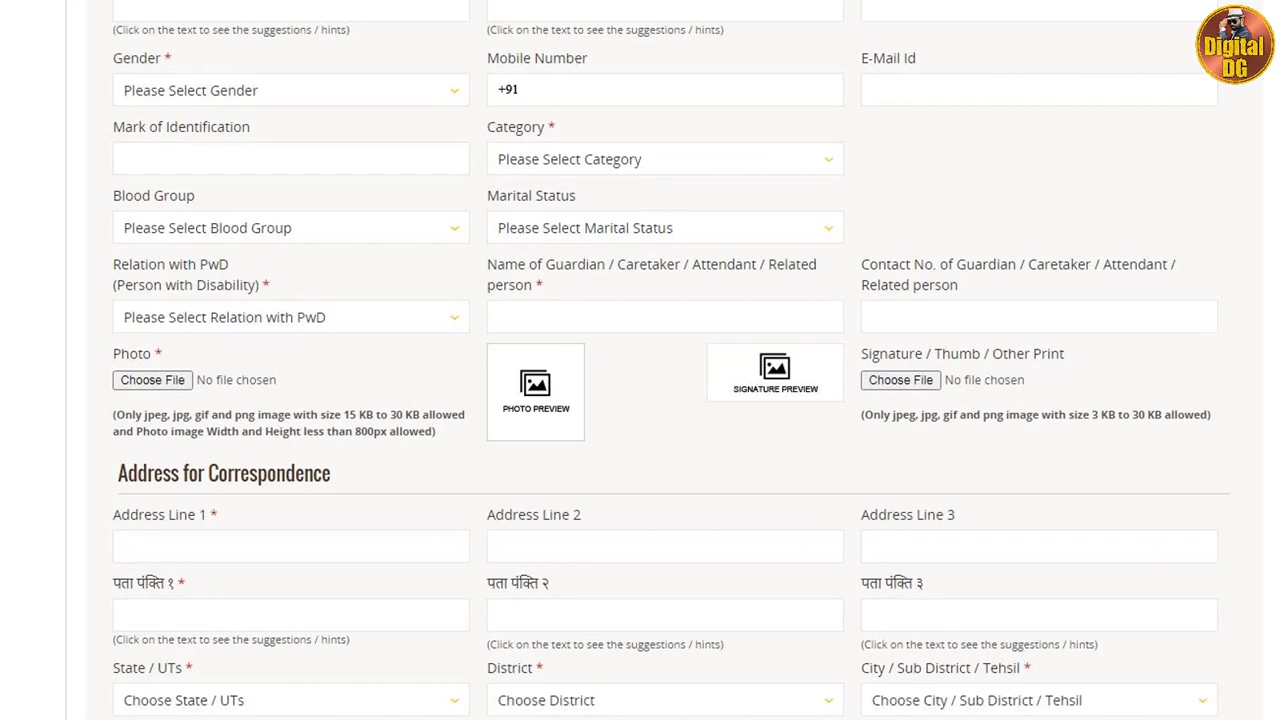 (Click on the text to see the suggestions / hints) (Click on the text to see the suggestions / hints)
Digital
DG
Gender * Mobile Number E-Mail Id
Please Select Gender +91
Mark of Identification Category *
Please Select Category
Blood Group Marital Status
Please Select Blood Group Please Select Marital Status
Relation with PwD Name of Guardian / Caretaker / Attendant / Related Contact No. of Guardian / Caretaker / Attendant /
(Person with Disability) * person * Related person
Please Select Relation with PwD
Photo * Signature / Thumb / Other Print
Choose File No file chosen PHOTO PREVIEW SIGNATURE PREVIEW Choose File No file chosen
(Only jpeg, jpg, gif and png image with size 15 KB to 30 KB allowed (Only jpeg, jpg, gif and png image with size 3 KB to 30 KB allowed)
and Photo image Width and Height less than 800px allowed)
Address for Correspondence
Address Line 1 * Address Line 2 Address Line 3
पता पंक्ति १ * पता पंक्ति २ पता पंक्ति ३
(Click on the text to see the suggestions / hints) (Click on the text to see the suggestions / hints) (Click on the text to see the suggestions / hints)
State / UTs * District * City / Sub District / Tehsil *
Choose State / UTs Choose District Choose City / Sub District / Tehsil